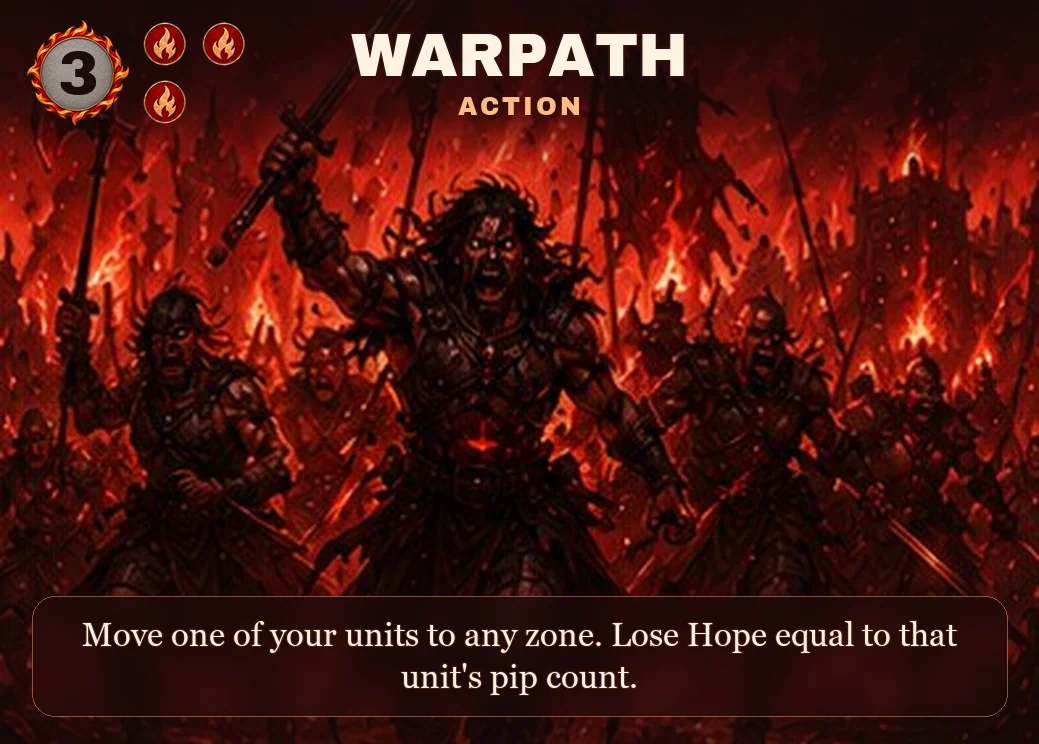 3
WARPATH
ACTION
Move one of your units to any zone. Lose Hope equal to that
unit's pip count.